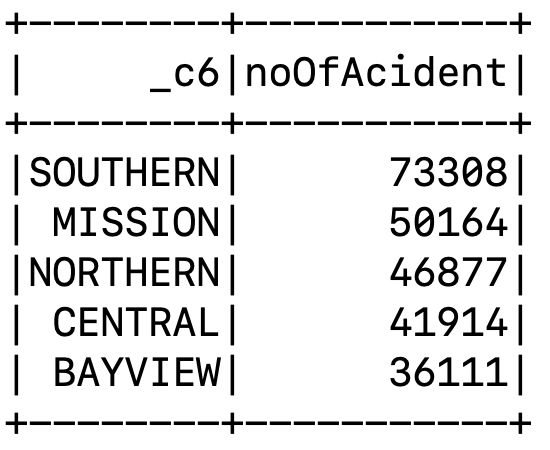 +---------+------------+
|      _c6|noOfAcident|
+---------+------------+
|SOUTHERN|       73308|
| MISSION|       50164|
|NORTHERN|       46877|
| CENTRAL|       41914|
| BAYVIEW|       36111|
+---------+------------+